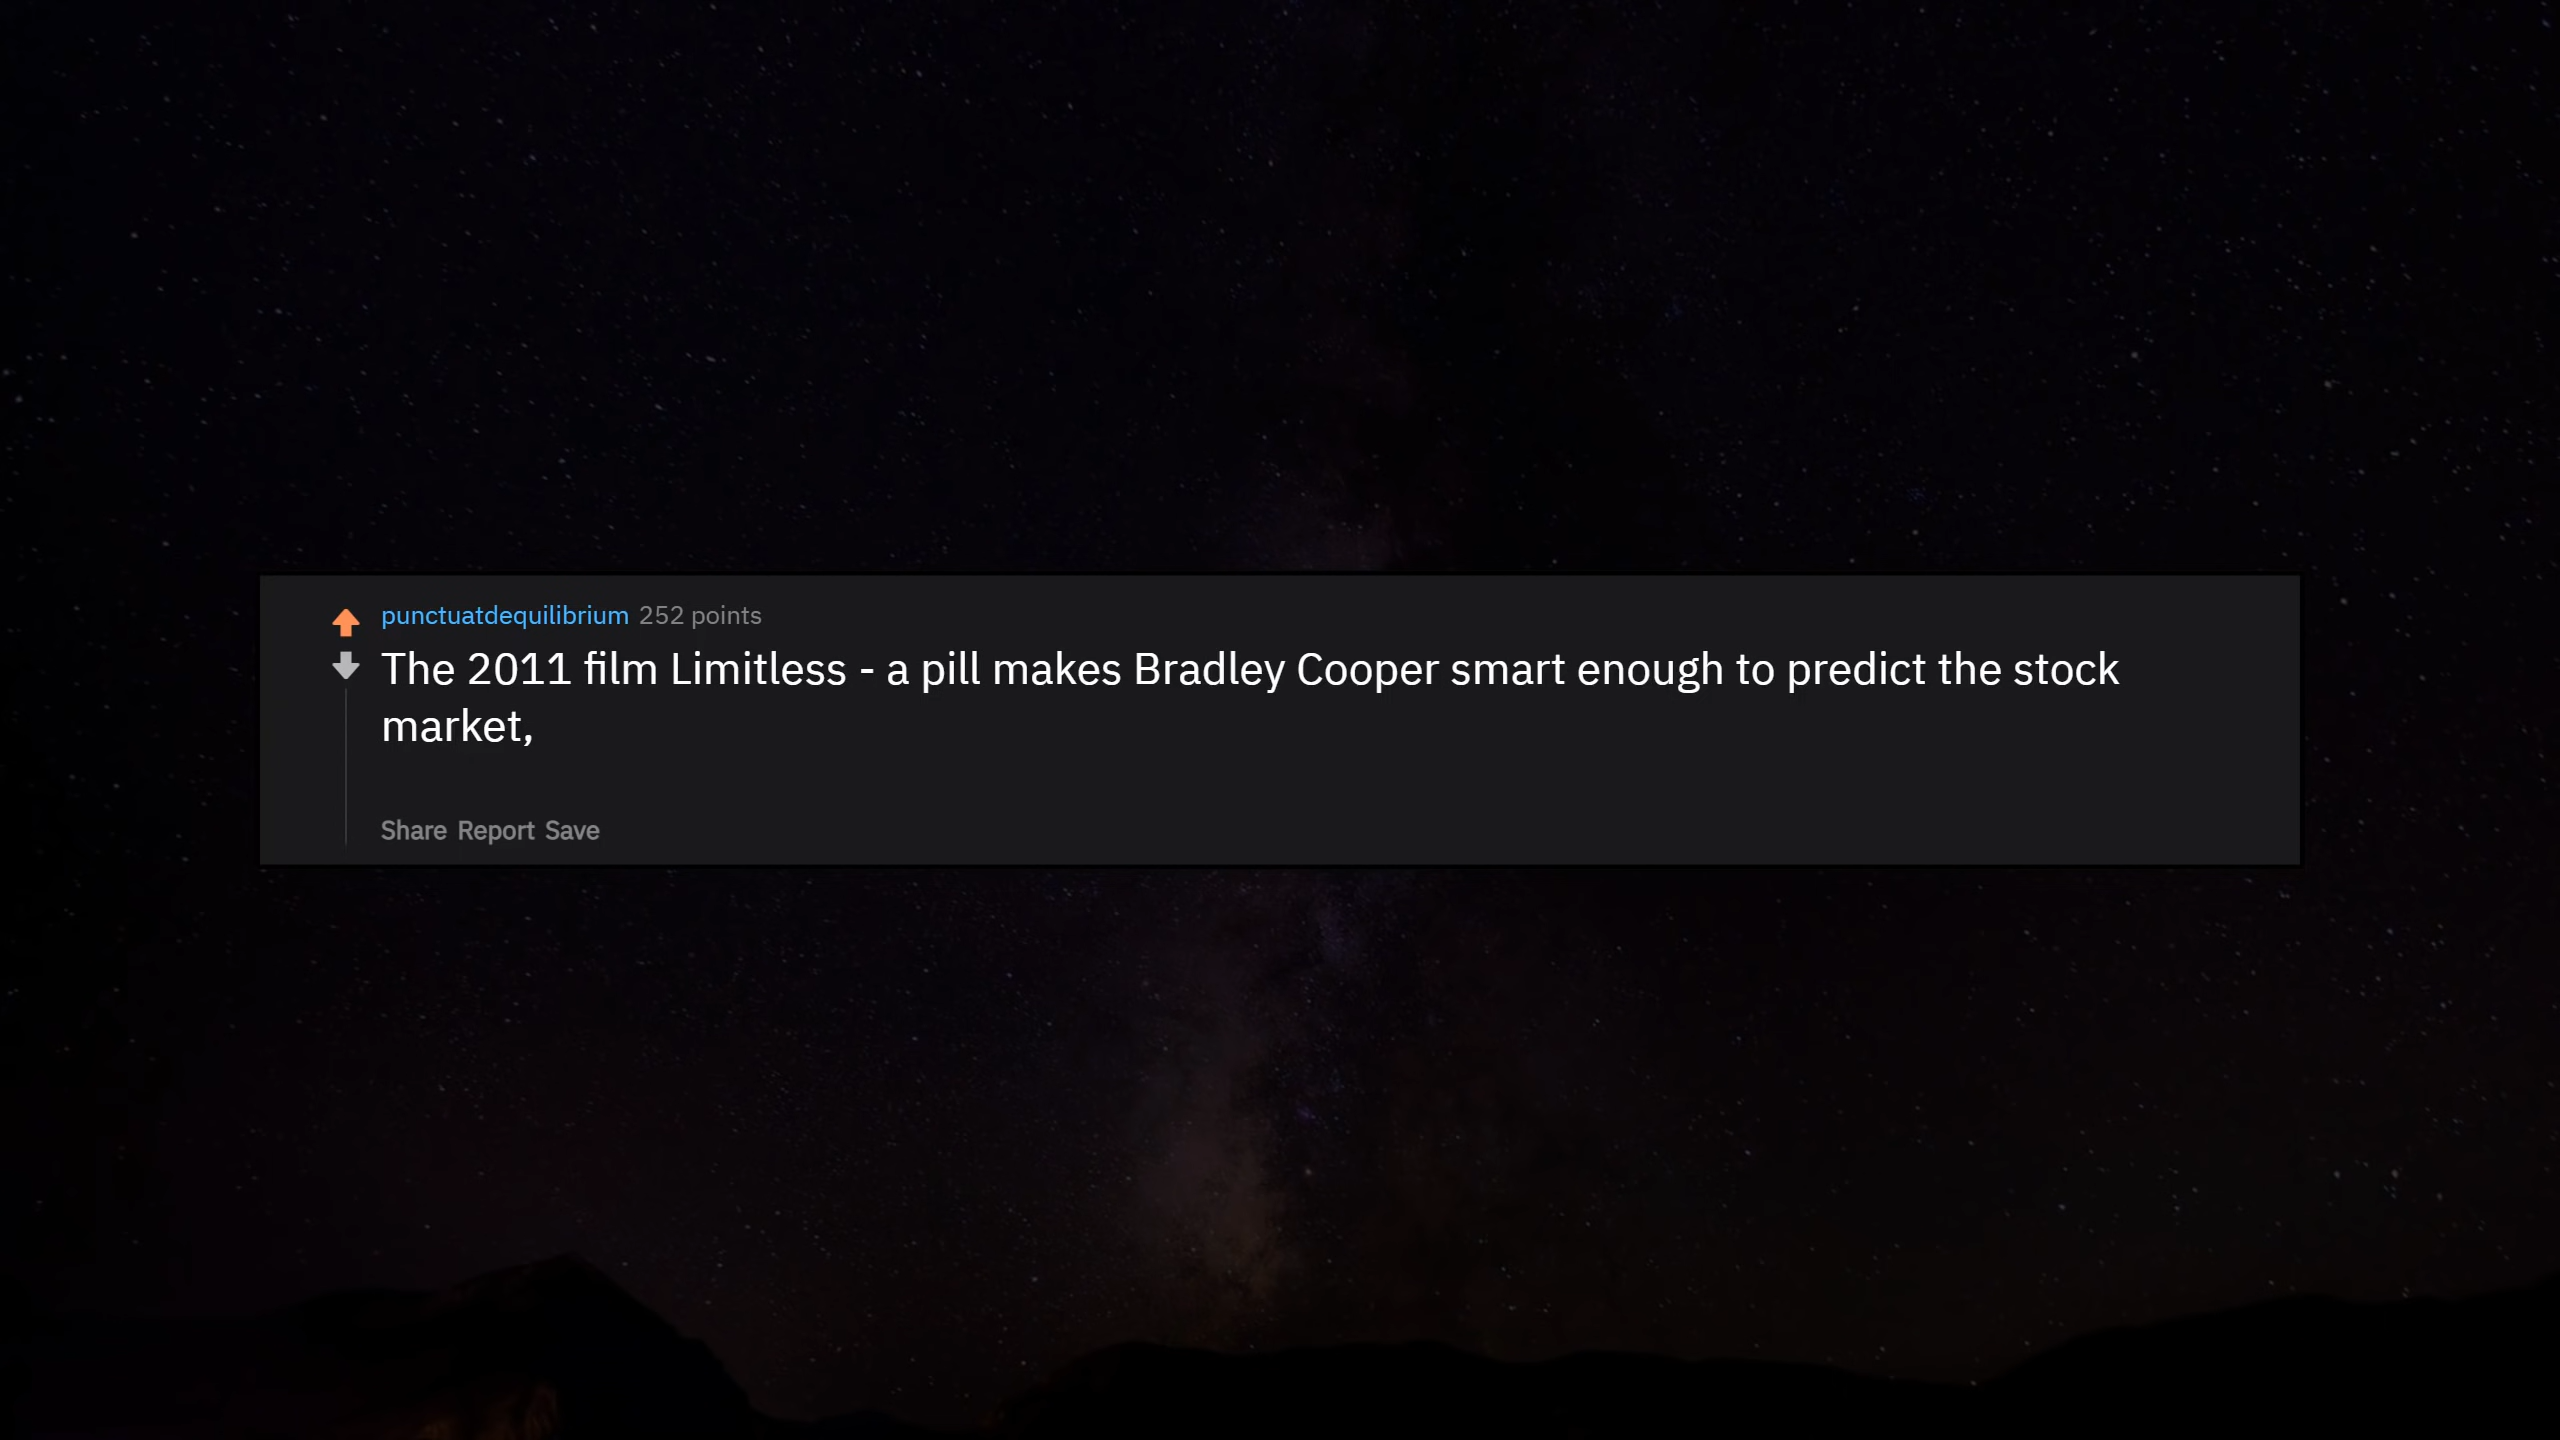 punctuatdequilibrium 252 points
The 2011 film Limitless - a pill makes Bradley Cooper smart enough to predict the stock
market,
Share Report Save